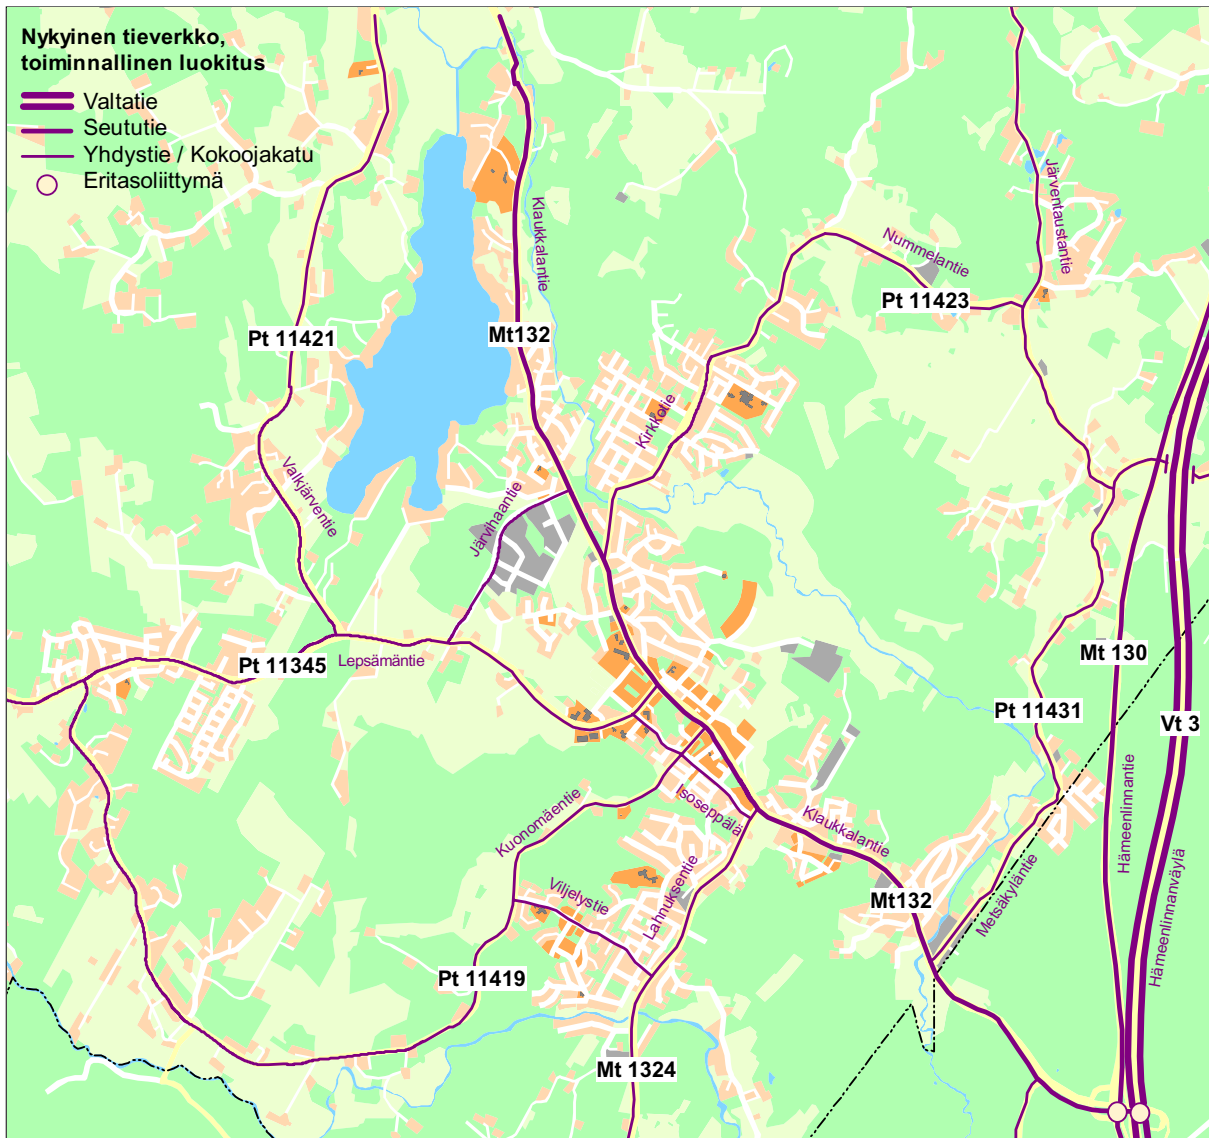 Nykyinen tieverkko,
toiminnallinen luokitus
Valtatie
Seututie
Yhdystie / Kokoojakatu
Eritasoliittymä
Klaukkalantie
Järventaustantie
Nummelantie
Pt 11423
Pt 11421
Mt132
Kirkkotie
Valkjärventie
Järvihaantie
Pt 11345
Lepsämäntie
Mt 130
Pt 11431
Vt 3
Isoseppälä
Kuonomäentie
Klaukkalantie
Hämeenlinnantie
Hämeenlinnanväylä
Viljelystie
Lahnuksentie
Mt132
Metsäkyläntie
Pt 11419
Mt 1324